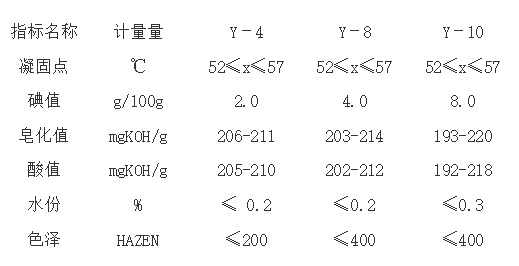 指标名称 计量量 Y－4 Y－8 Y－10
凝固点 ℃ 52≤x≤57 52≤x≤57 52≤x≤57
碘值 g/100g 2.0 4.0 8.0
皂化值 mgKOH/g 206-211 203-214 193-220
酸值 mgKOH/g 205-210 202-212 192-218
水份 % ≤ 0.2 ≤0.2 ≤0.3
色泽 HAZEN ≤200 ≤400 ≤400